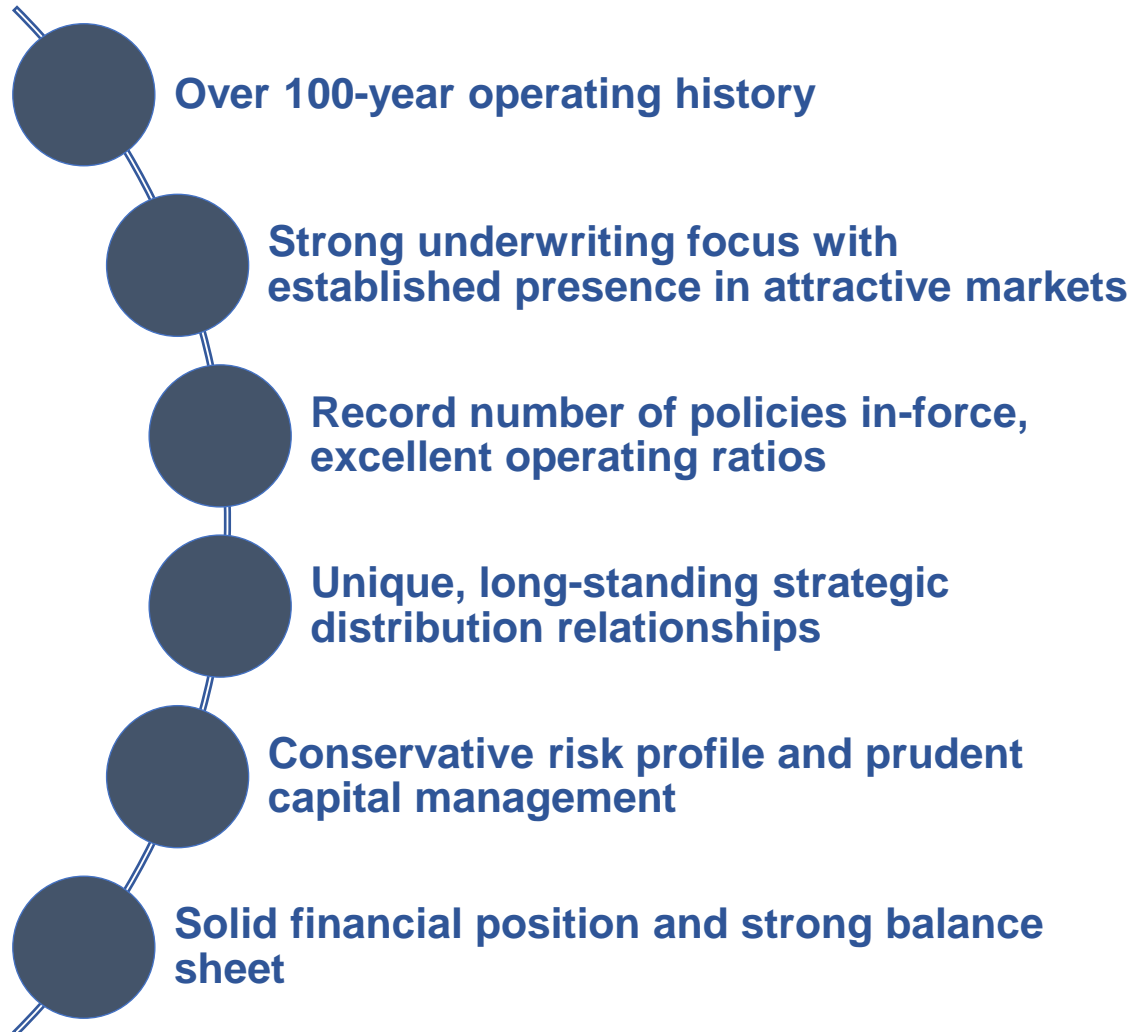 Over 100-year operating history
Strong underwriting focus with
established presence in attractive markets
Record number of policies in-force,
excellent operating ratios
Unique, long-standing strategic
distribution relationships
Conservative risk profile and prudent
capital management
Solid financial position and strong balance
sheet